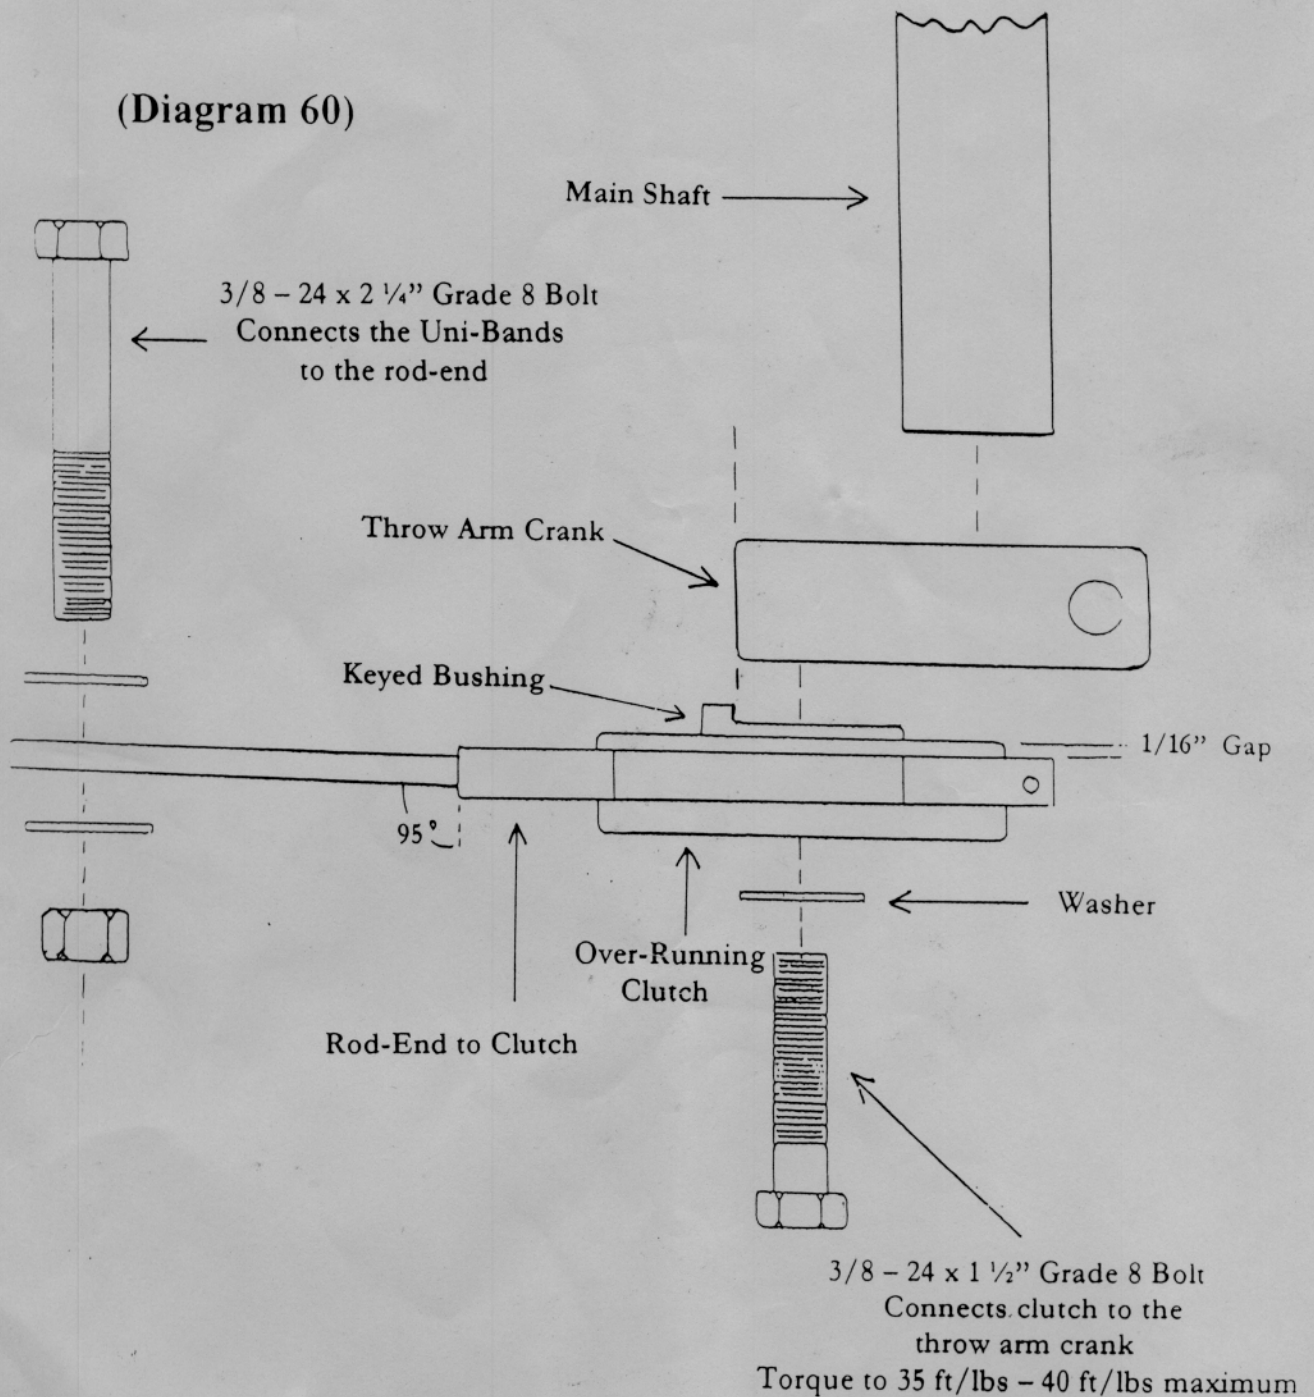 (Diagram 60)
Main Shaft
3/8 – 24 x 2 ¼” Grade 8 Bolt
Connects the Uni-Bands
to the rod-end
Throw Arm Crank
Keyed Bushing
1/16” Gap
95°
Washer
Over-Running
Clutch
Rod-End to Clutch
3/8 – 24 x 1 ½” Grade 8 Bolt
Connects clutch to the
throw arm crank
Torque to 35 ft/lbs – 40 ft/lbs maximum